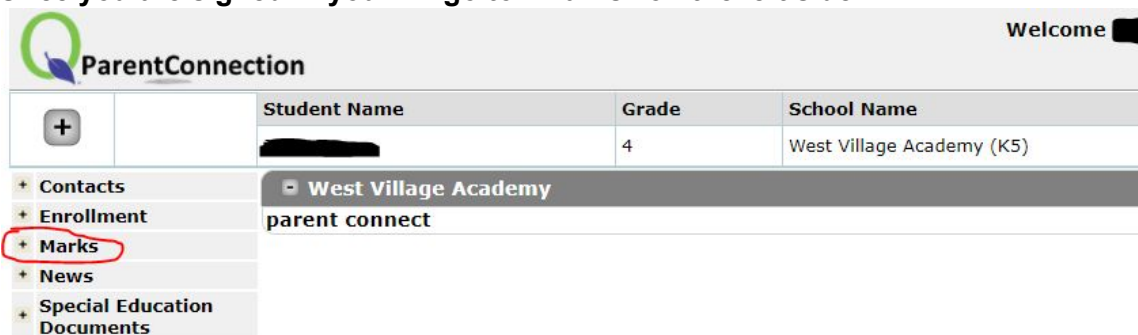 Welcome
Q ParentConnection
Student Name Grade School Name
+ 4 West Village Academy (K5)
+ Contacts
- West Village Academy
+ Enrollment
parent connect
+ Marks
+ News
+ Special Education
Documents